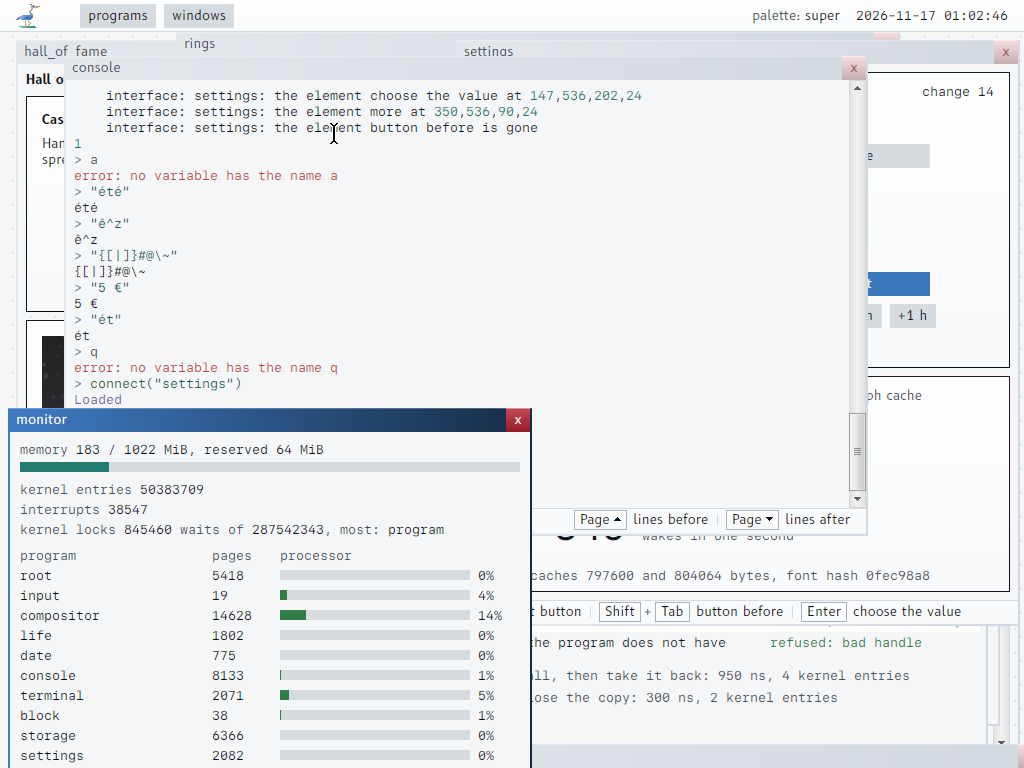 programs windows palette: super 2026-11-17 01:02:46
rings
hall_of_fame settings x
console x
Hall o
change 14
interface: settings: the element choose the value at 147,536,202,24
interface: settings: the element more at 350,536,90,24
interface: settings: the element button before is gone
Cas
1
Har
spre
e
> a
error: no variable has the name a
> "été"
été
> "ê^z"
ê^z
> "{[|]}#@\~"
{[|]}#@\~
> "5 €"
5 €
t
> "ét"
h +1 h
ét
> q
error: no variable has the name q
> connect("settings")
Loaded
ph cache
monitor x
memory 183 / 1022 MiB, reserved 64 MiB
kernel entries 50383709
interrupts 38547
kernel locks 845460 waits of 287542343, most: program
Page lines before Page lines after
wakes in one second
program pages processor
root 5418 0%
input 19 4%
compositor 14628 14%
life 1802 0%
date 775 0%
console 8133 1%
terminal 2071 5%
block 38 1%
storage 6366 0%
settings 2082 0%
caches 797600 and 804064 bytes, font hash 0fec98a8
t button Shift + Tab button before Enter choose the value
the program does not have refused: bad handle
ll, then take it back: 950 ns, 4 kernel entries
lose the copy: 300 ns, 2 kernel entries